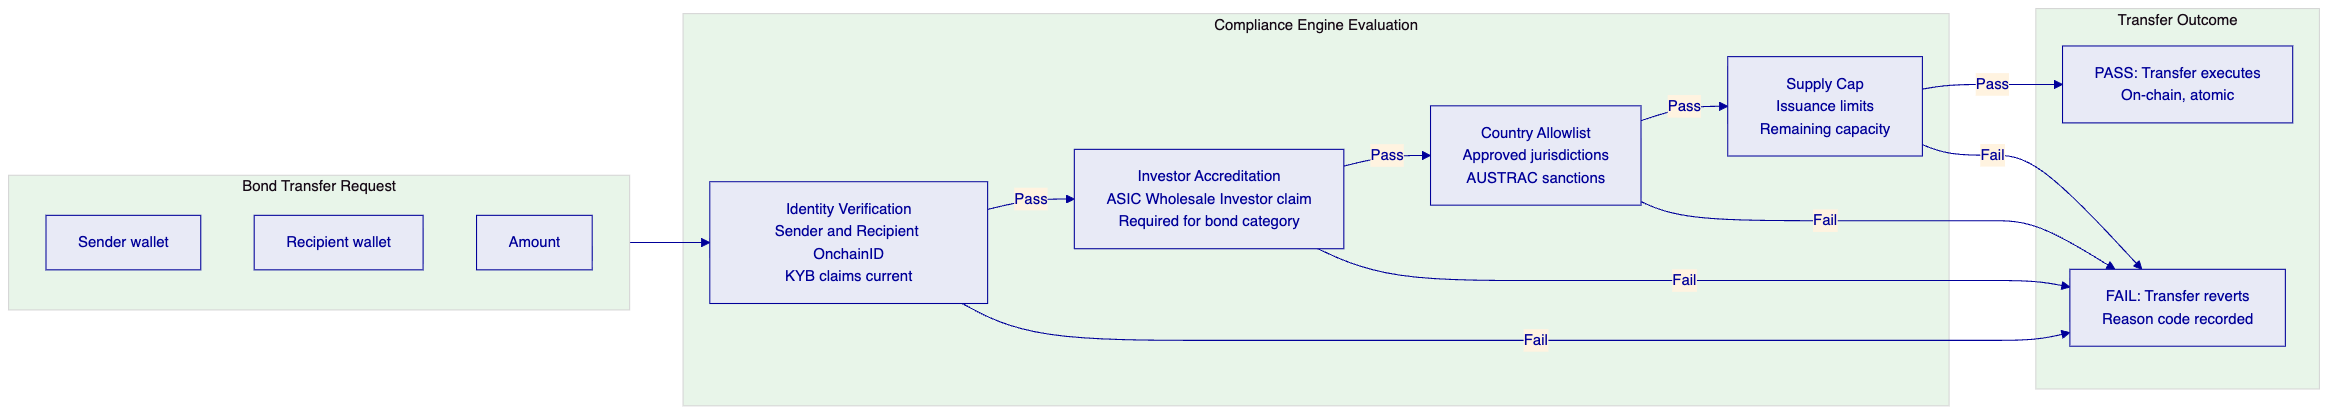 Bond Transfer Request
Sender wallet
Recipient wallet
Amount
Compliance Engine Evaluation
Identity Verification
Sender and Recipient
OnchainID
KYB claims current
Pass
Investor Accreditation
ASIC Wholesale Investor claim
Required for bond category
Pass
Country Allowlist
Approved jurisdictions
AUSTRAC sanctions
Pass
Supply Cap
Issuance limits
Remaining capacity
Pass
Fail
Fail
Fail
Fail
Transfer Outcome
PASS: Transfer executes
On-chain, atomic
FAIL: Transfer reverts
Reason code recorded